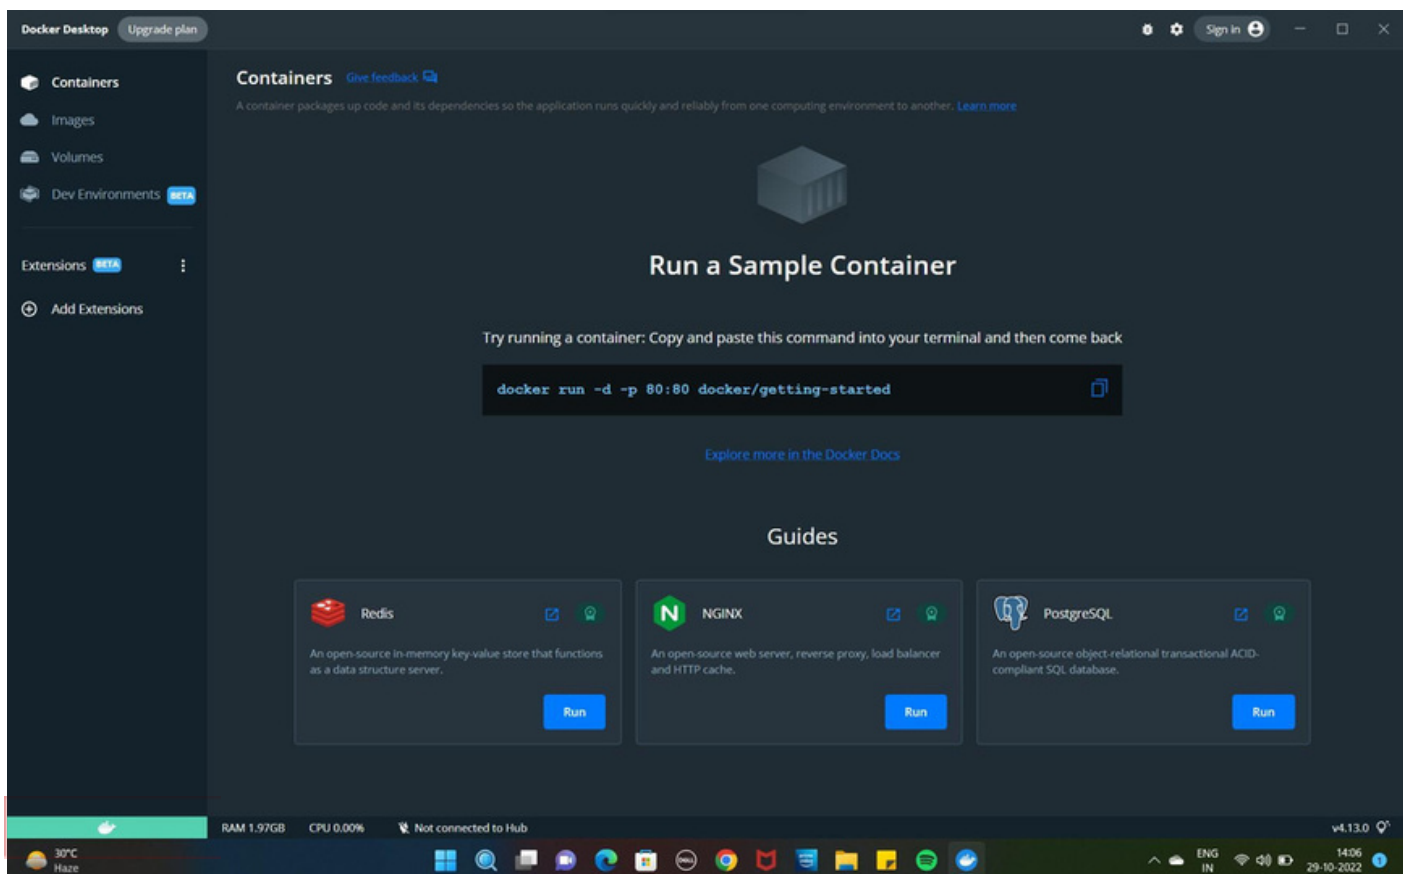 Docker Desktop Upgrade plan Sign in
Containers
Images
Volumes
Dev Environments BETA
Extensions BETA
Add Extensions
Containers Give feedback
A container packages up code and its dependencies so the application runs quickly and reliably from one computing environment to another. Learn more
Run a Sample Container
Try running a container: Copy and paste this command into your terminal and then come back
docker run -d -p 80:80 docker/getting-started
Explore more in the Docker Docs
Guides
Redis
An open-source in-memory key-value store that functions
as a data structure server.
Run
NGINX
An open-source web server, reverse proxy, load balancer
and HTTP cache.
Run
PostgreSQL
An open-source object-relational transactional ACID-
compliant SQL database.
Run
RAM 1.97GB CPU 0.00% Not connected to Hub v4.13.0
30°C
Haze
N
DELL
ENG
IN
14:06
29-10-2022
1